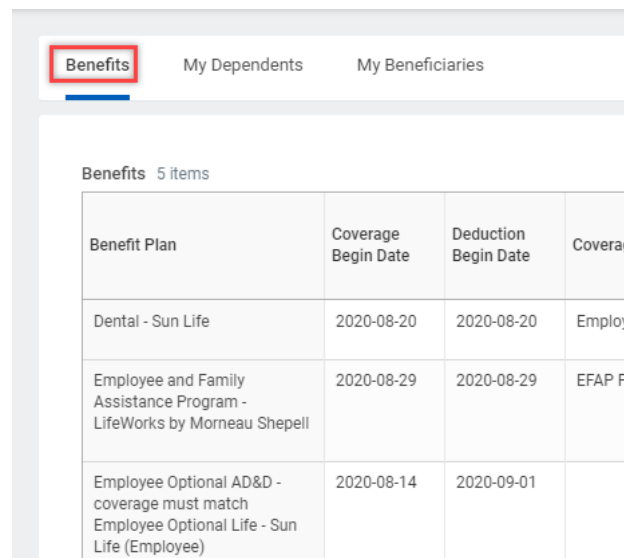 Benefits My Dependents My Beneficiaries
Benefits 5 items
Benefit Plan
Coverage
Begin Date
Deduction
Begin Date
Coverag
Dental - Sun Life 2020-08-20 2020-08-20 Employ
Employee and Family
Assistance Program -
LifeWorks by Morneau Shepell
2020-08-29 2020-08-29 EFAP
Employee Optional AD&D -
coverage must match
Employee Optional Life - Sun
Life (Employee)
2020-08-14 2020-09-01